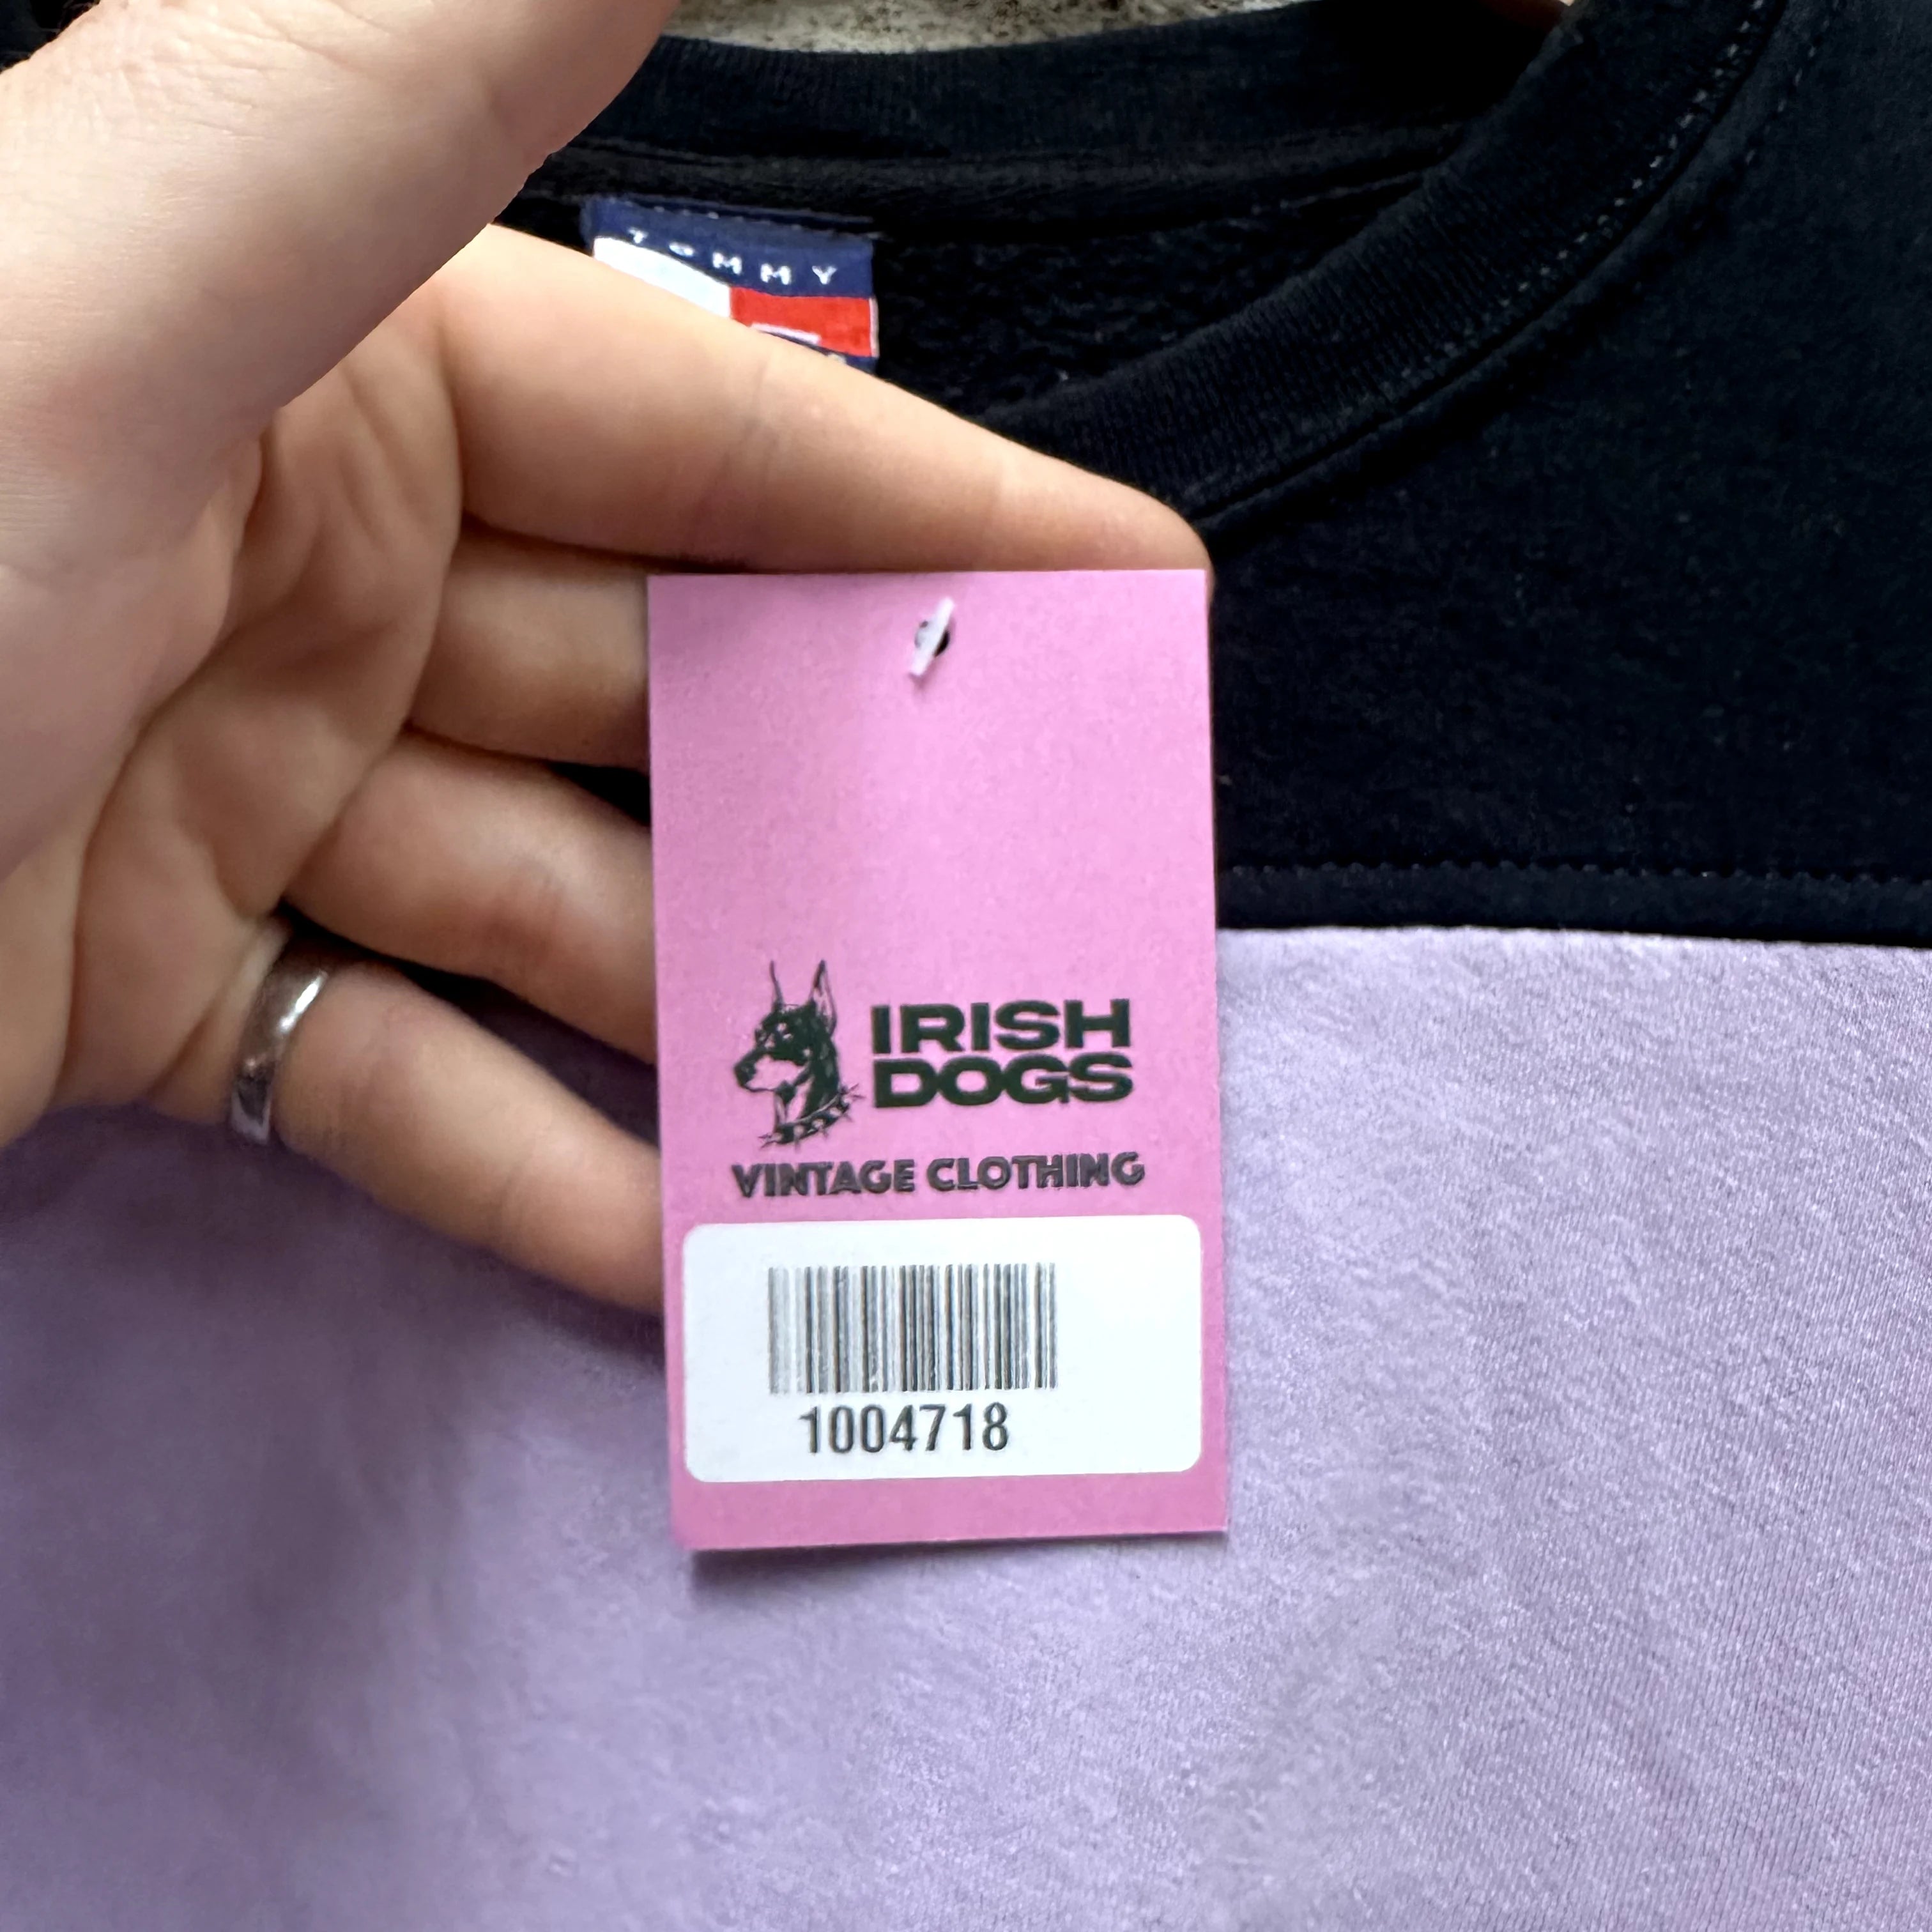 TOMMY
IRISH
DOGS
VINTAGE CLOTHING
1004718